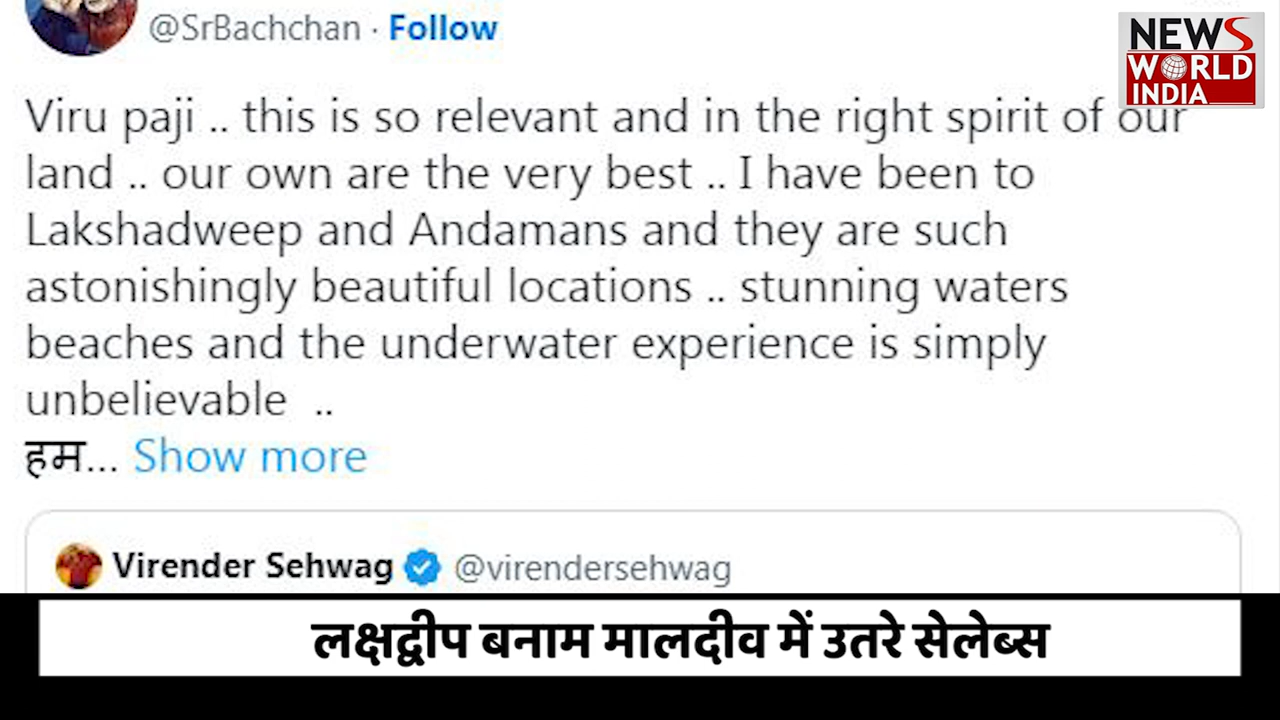 @SrBachchan · Follow
NEWS
WORLD
INDIA
Viru paji .. this is so relevant and in the right spirit of our
land .. our own are the very best .. I have been to
Lakshadweep and Andamans and they are such
astonishingly beautiful locations .. stunning waters
beaches and the underwater experience is simply
unbelievable ..
हम... Show more
Virender Sehwag @virendersehwag
लक्षद्वीप बनाम मालदीव में उतरे सेलेब्स